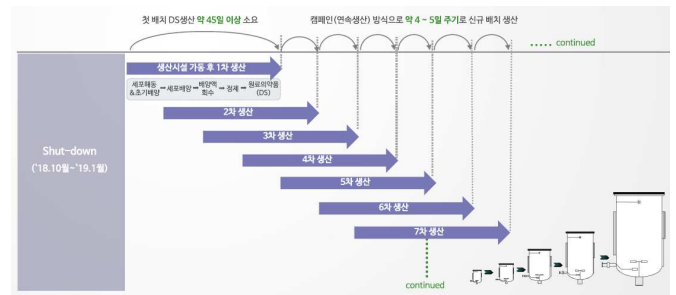 첫 배치 DS생산 약 45일 이상 소요
캠페인(연속생산) 방식으로 약 4 ~ 5일 주기로 신규 배치 생산
..... continued
생산시설 가동 후 1차 생산
세포해동
&초기배양
세포배양
배양액
회수
정제
원료의약품
(DS)
2차 생산
3차 생산
Shut-down
('18.10월~'19.1월)
4차 생산
5차 생산
6차 생산
7차 생산
continued